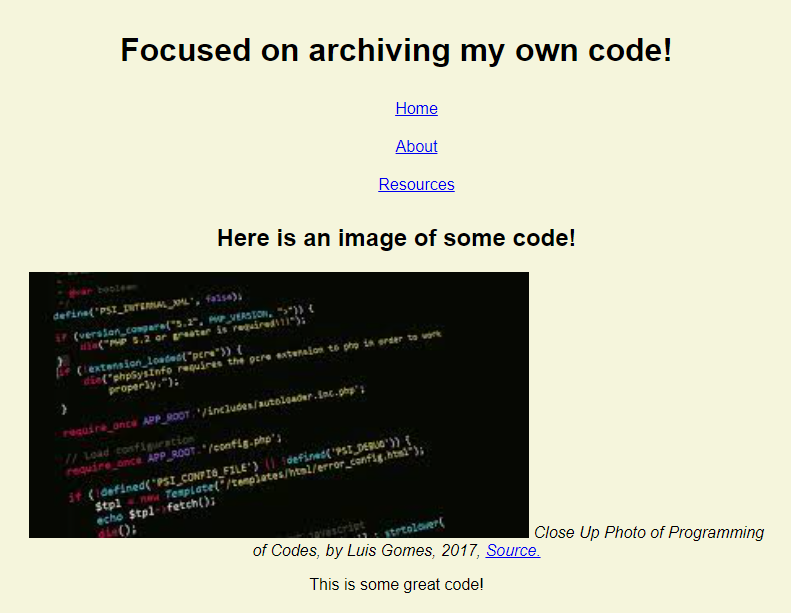 Focused on archiving my own code!
Home
About
Resources
Here is an image of some code!
* @var boolean
*/
define('PSI_INTERNAL_XML', false);
if (version_compare("5.2", PHP_VERSION, ">")) {
die("PHP 5.2 or greater is required!!!");
}
if (!extension_loaded("pcre")) {
die("phpSysInfo requires the pcre extension to php in order to work
properly.");
}
require_once APP_ROOT.'/includes/autoloader.inc.php';
// Load configuration
require_once APP_ROOT.'/config.php';
if (!defined('PSI_CONFIG_FILE') || !defined('PSI_DEBUG')) {
$tpl = new Template("/templates/html/error_config.html");
echo $tpl->fetch();
die();
javascript
strtolower(
Close Up Photo of Programming
of Codes, by Luis Gomes, 2017, Source.
This is some great code!